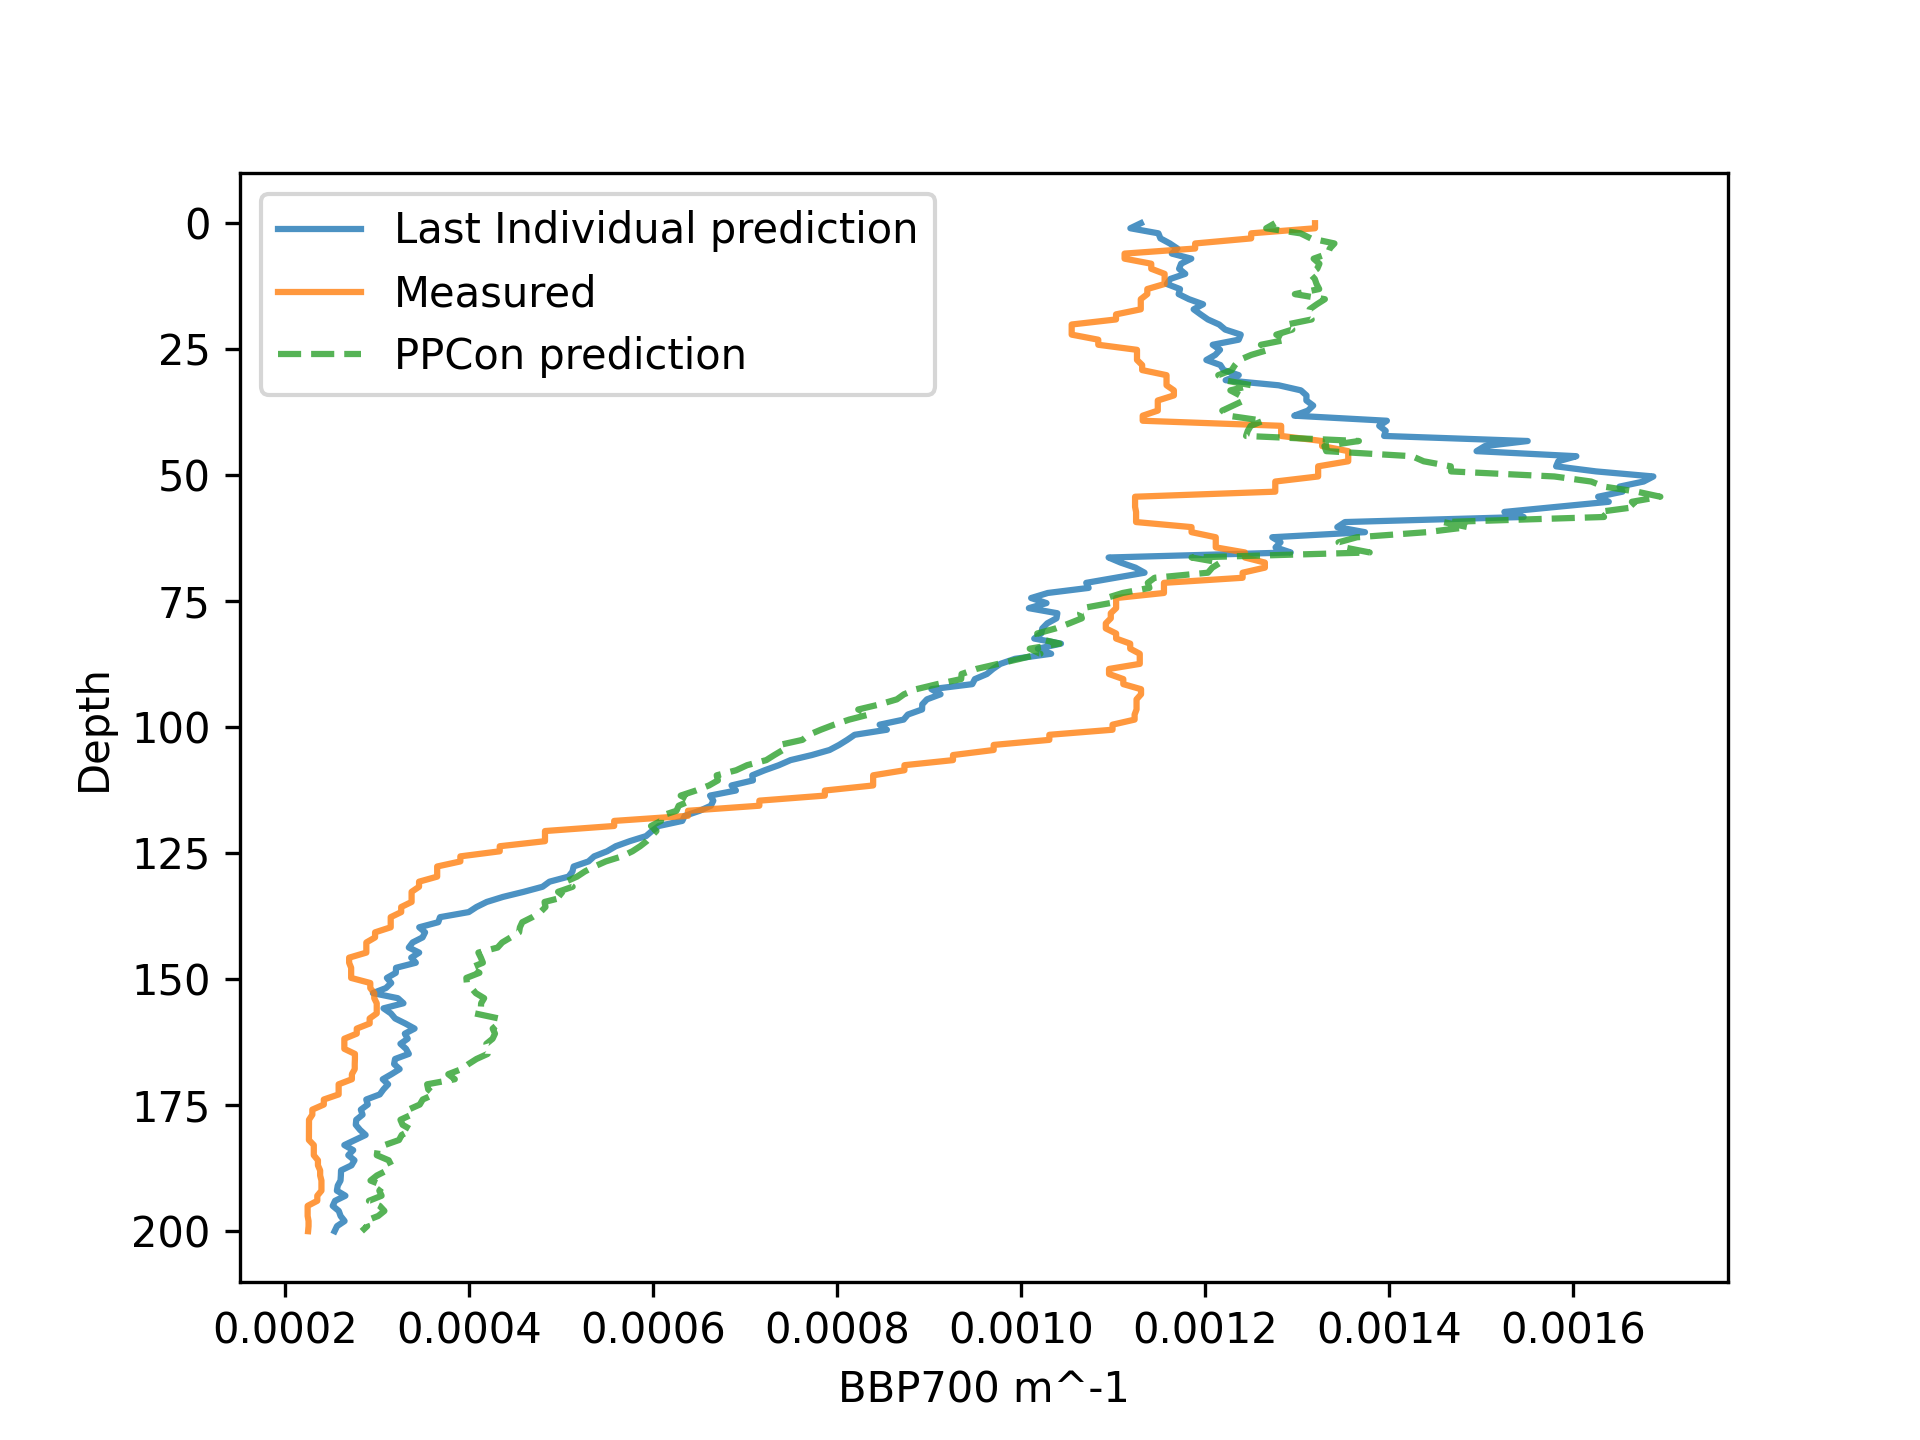 Last Individual prediction
Measured
PPCon prediction
0
25
50
75
100
125
150
175
200
Depth
0.0002 0.0004 0.0006 0.0008 0.0010 0.0012 0.0014 0.0016
BBP700 m^-1